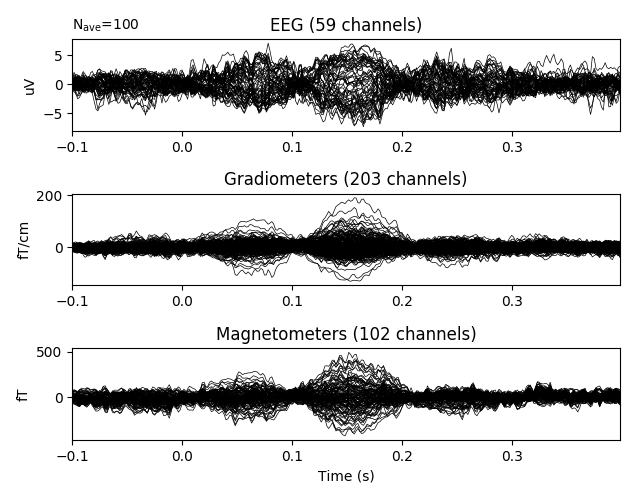 N_ave=100
EEG (59 channels)
5
0
−5
uV
−0.1 0.0 0.1 0.2 0.3
Gradiometers (203 channels)
200
0
fT/cm
−0.1 0.0 0.1 0.2 0.3
Magnetometers (102 channels)
500
0
fT
−0.1 0.0 0.1 0.2 0.3
Time (s)